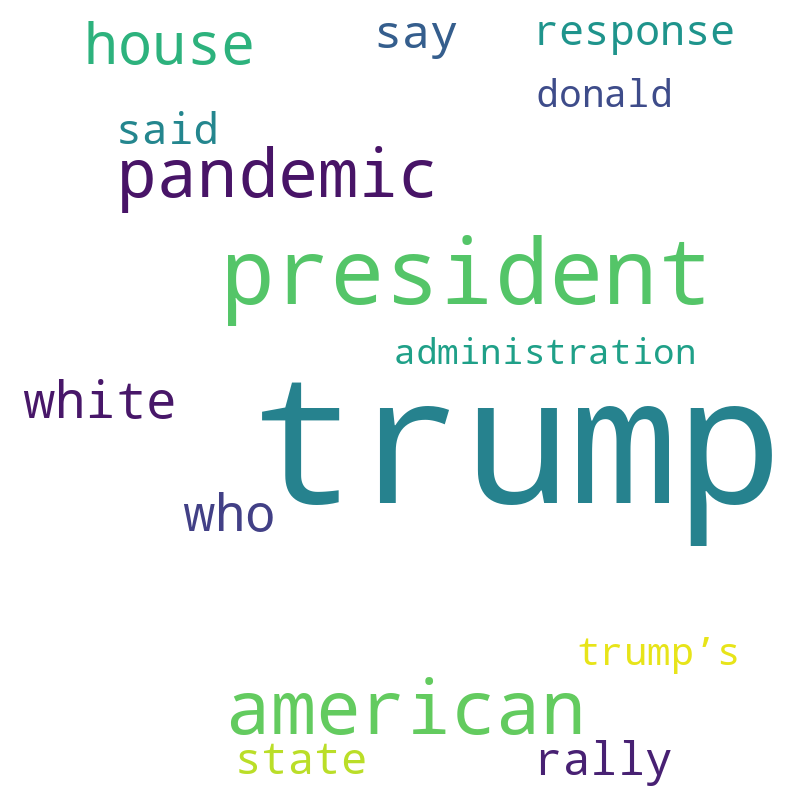 house
say
response
donald
said
pandemic
president
administration
white
trump
who
trump’s
american
state
rally